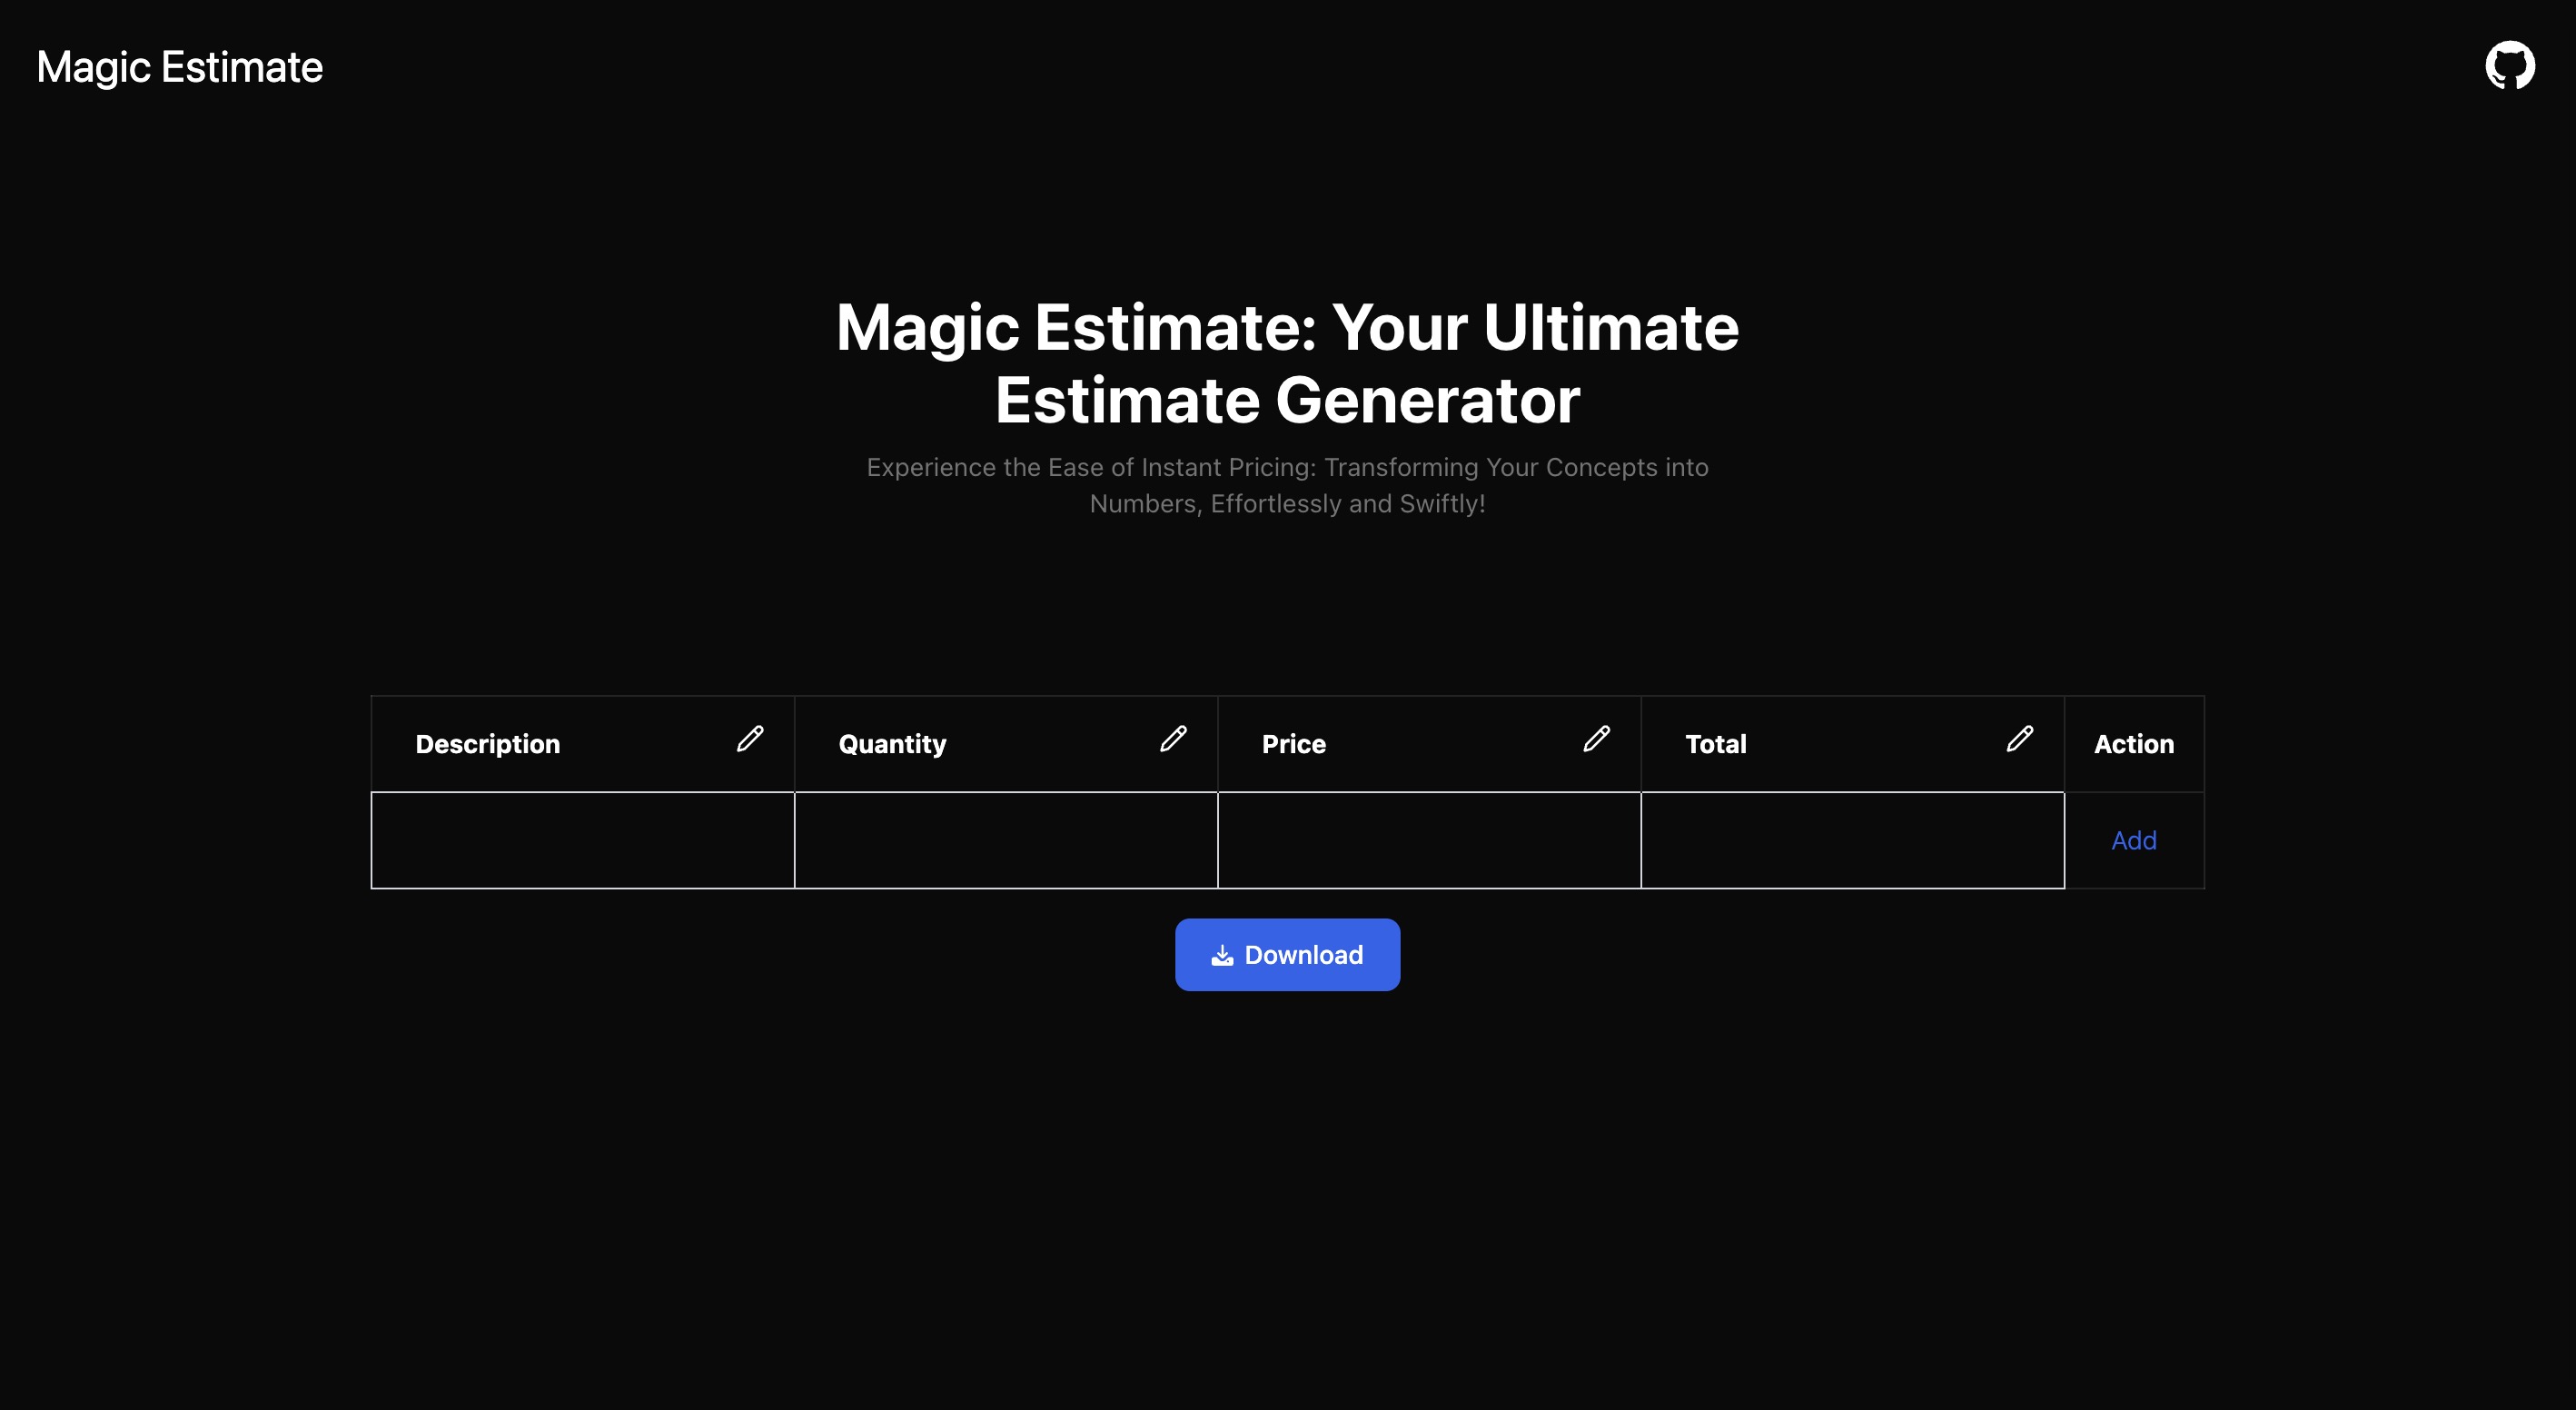 Magic Estimate
Magic Estimate: Your Ultimate
Estimate Generator
Experience the Ease of Instant Pricing: Transforming Your Concepts into
Numbers, Effortlessly and Swiftly!
Description Quantity Price Total Action
Add
Download